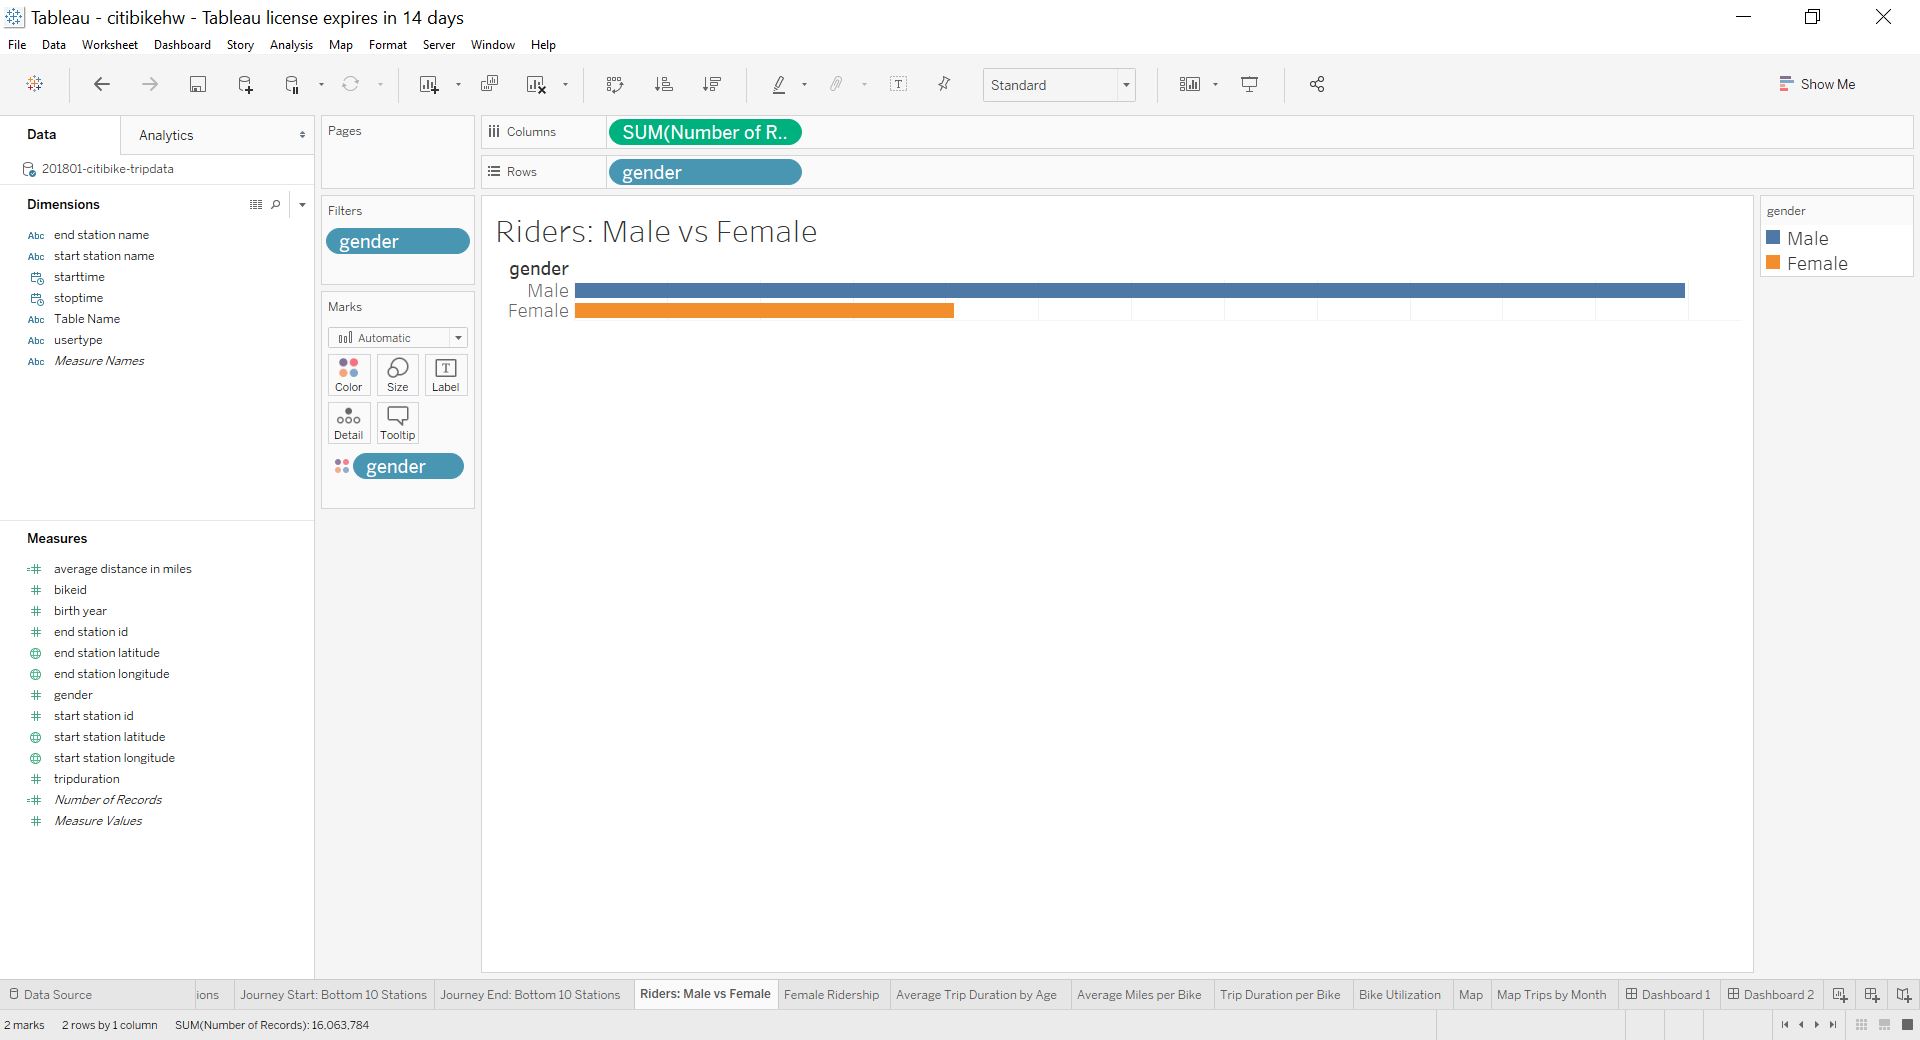 Tableau - citibikehw - Tableau license expires in 14 days
File Data Worksheet Dashboard Story Analysis Map Format Server Window Help
Standard
Show Me
Data
Analytics
201801-citibike-tripdata
Dimensions
Abc end station name
Abc start station name
starttime
stoptime
Abc Table Name
Abc usertype
Abc Measure Names
Measures
average distance in miles
bikeid
birth year
end station id
end station latitude
end station longitude
gender
start station id
start station latitude
start station longitude
tripduration
Number of Records
Measure Values
Pages
Filters
gender
Marks
Automatic
Color Size Label
Detail Tooltip
gender
Columns SUM(Number of R..
Rows gender
Riders: Male vs Female
gender
Male
Female
gender
Male
Female
Data Source ions Journey Start: Bottom 10 Stations Journey End: Bottom 10 Stations Riders: Male vs Female Female Ridership Average Trip Duration by Age Average Miles per Bike Trip Duration per Bike Bike Utilization Map Map Trips by Month Dashboard 1 Dashboard 2
2 marks 2 rows by 1 column SUM(Number of Records): 16,063,784